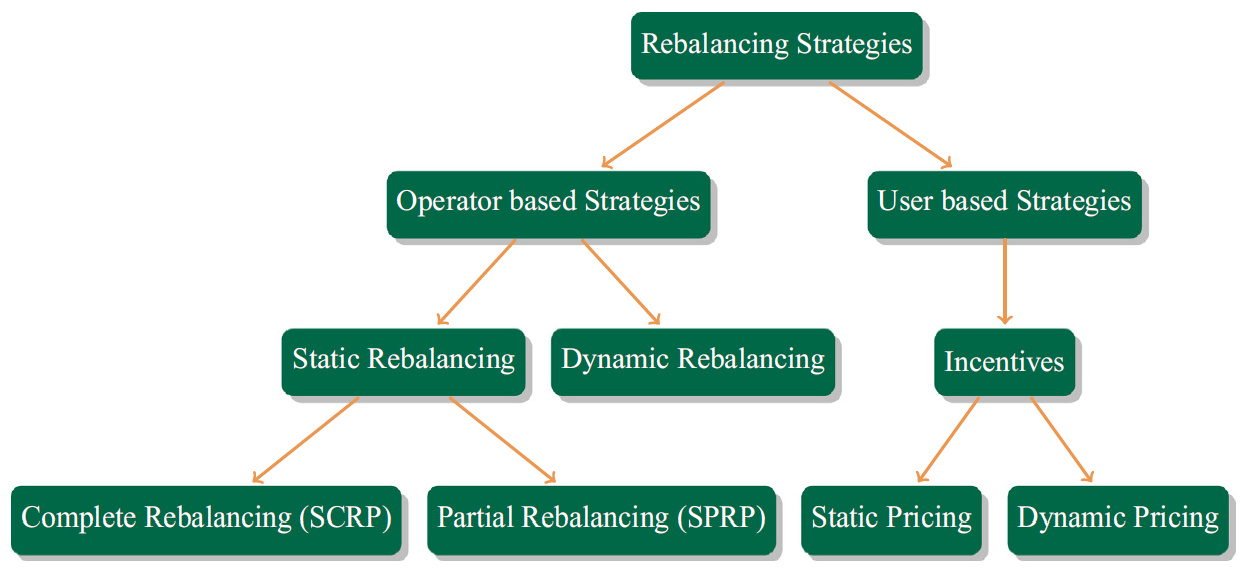 Rebalancing Strategies
Operator based Strategies
User based Strategies
Static Rebalancing
Dynamic Rebalancing
Incentives
Complete Rebalancing (SCRP)
Partial Rebalancing (SPRP)
Static Pricing
Dynamic Pricing